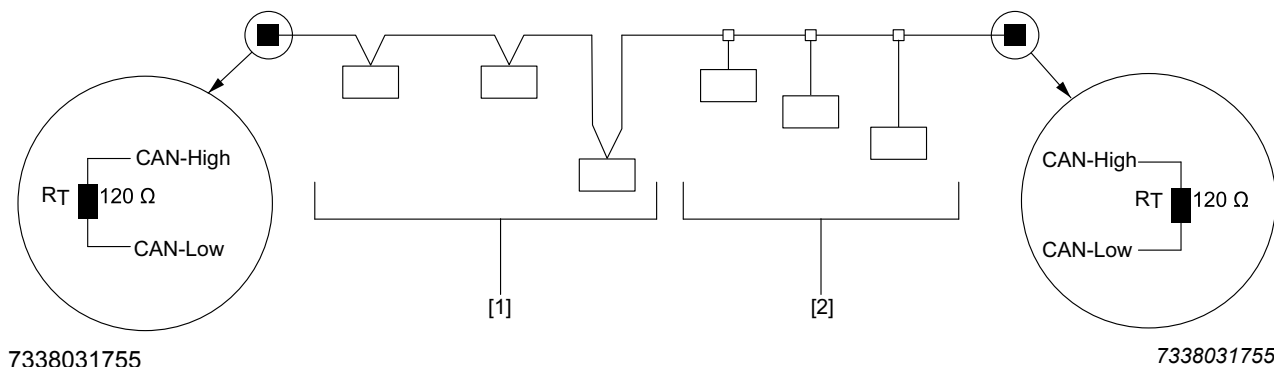 CAN-High
RT 120 Ω
CAN-Low
CAN-High
RT 120 Ω
CAN-Low
[1]
[2]
7338031755
7338031755